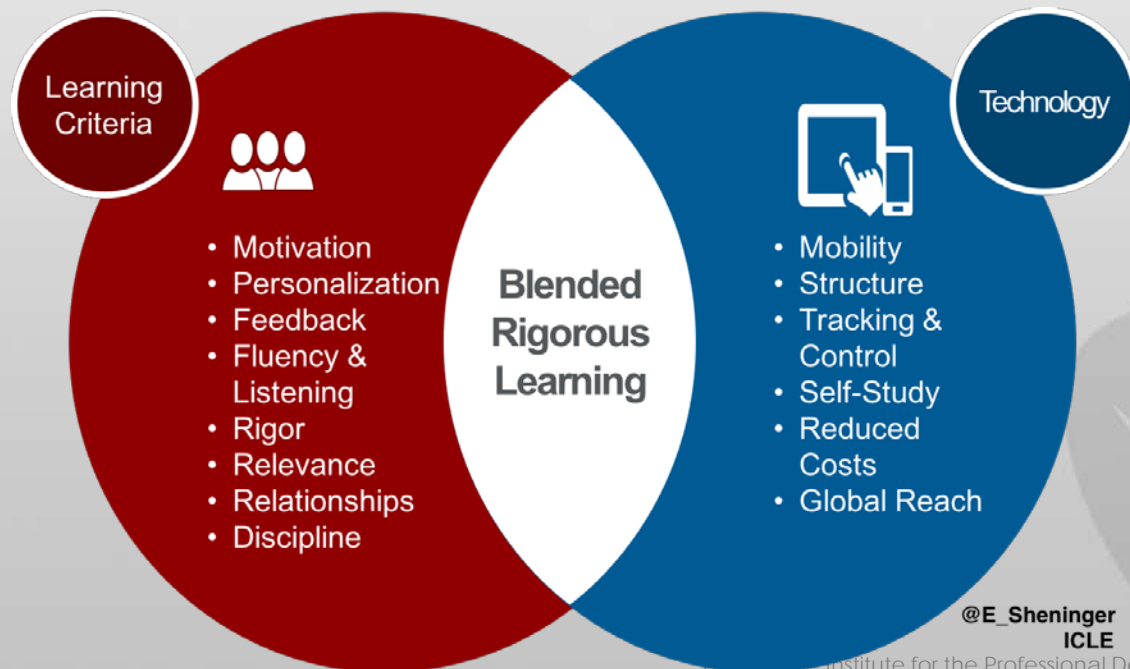 Learning
Criteria
Technology
• Motivation
• Personalization
• Feedback
• Fluency &
Listening
• Rigor
• Relevance
• Relationships
• Discipline
Blended
Rigorous
Learning
• Mobility
• Structure
• Tracking &
Control
• Self-Study
• Reduced
Costs
• Global Reach
@E_Sheninger
ICLE
Institute for the Professional D